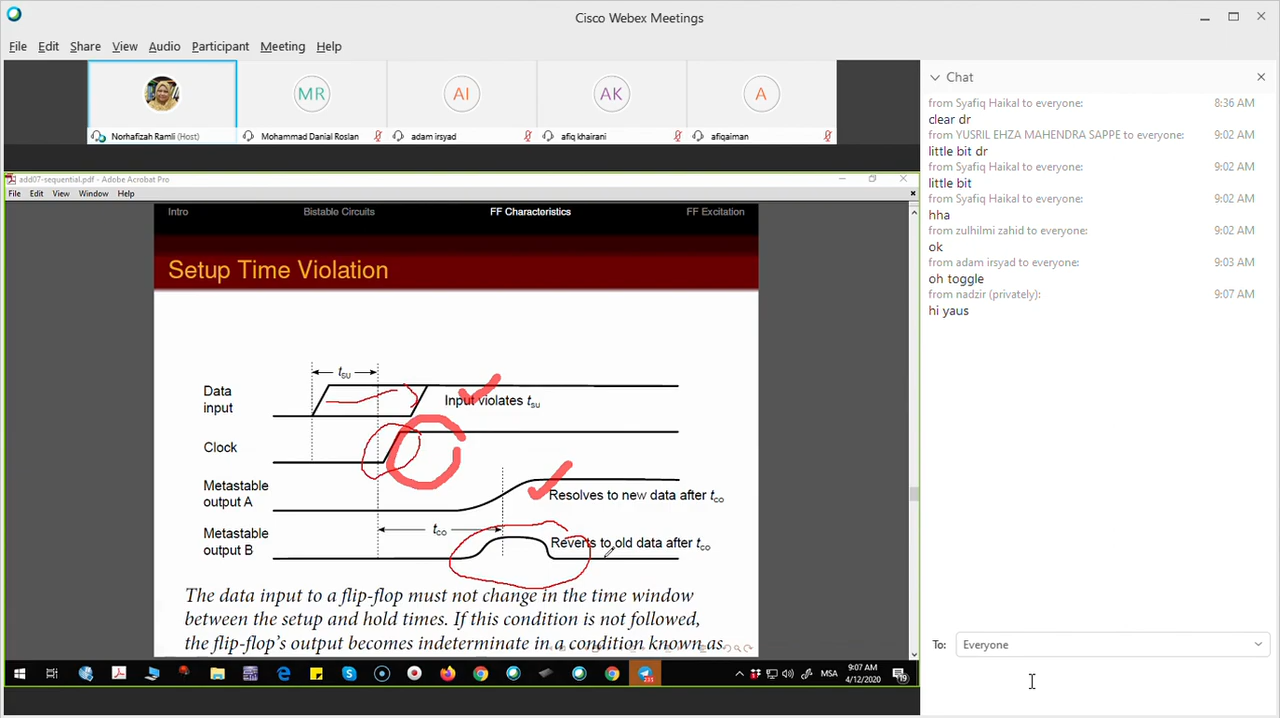 Cisco Webex Meetings
File Edit Share View Audio Participant Meeting Help
MR AI AK A
Norhafizah Ramli (Host) Mohammad Danial Roslan adam irsyad afiq khairani afiqaiman
add07-sequential.pdf - Adobe Acrobat Pro
File Edit View Window Help
Intro Bistable Circuits FF Characteristics FF Excitation
Setup Time Violation
tSU
Data
input
Input violates tsu
Clock
Metastable
output A
Resolves to new data after tco
Metastable
output B
tCO
Reverts to old data after tco
The data input to a flip-flop must not change in the time window
between the setup and hold times. If this condition is not followed,
the flip-flop's output becomes indeterminate in a condition known as
231
MSA
9:07 AM
4/12/2020
19
Chat
from Syafiq Haikal to everyone: 8:36 AM
clear dr
from YUSRIL EHZA MAHENDRA SAPPE to everyone: 9:02 AM
little bit dr
from Syafiq Haikal to everyone: 9:02 AM
little bit
from Syafiq Haikal to everyone: 9:02 AM
hha
from zulhilmi zahid to everyone: 9:02 AM
ok
from adam irsyad to everyone: 9:03 AM
oh toggle
from nadzir (privately): 9:07 AM
hi yaus
To: Everyone